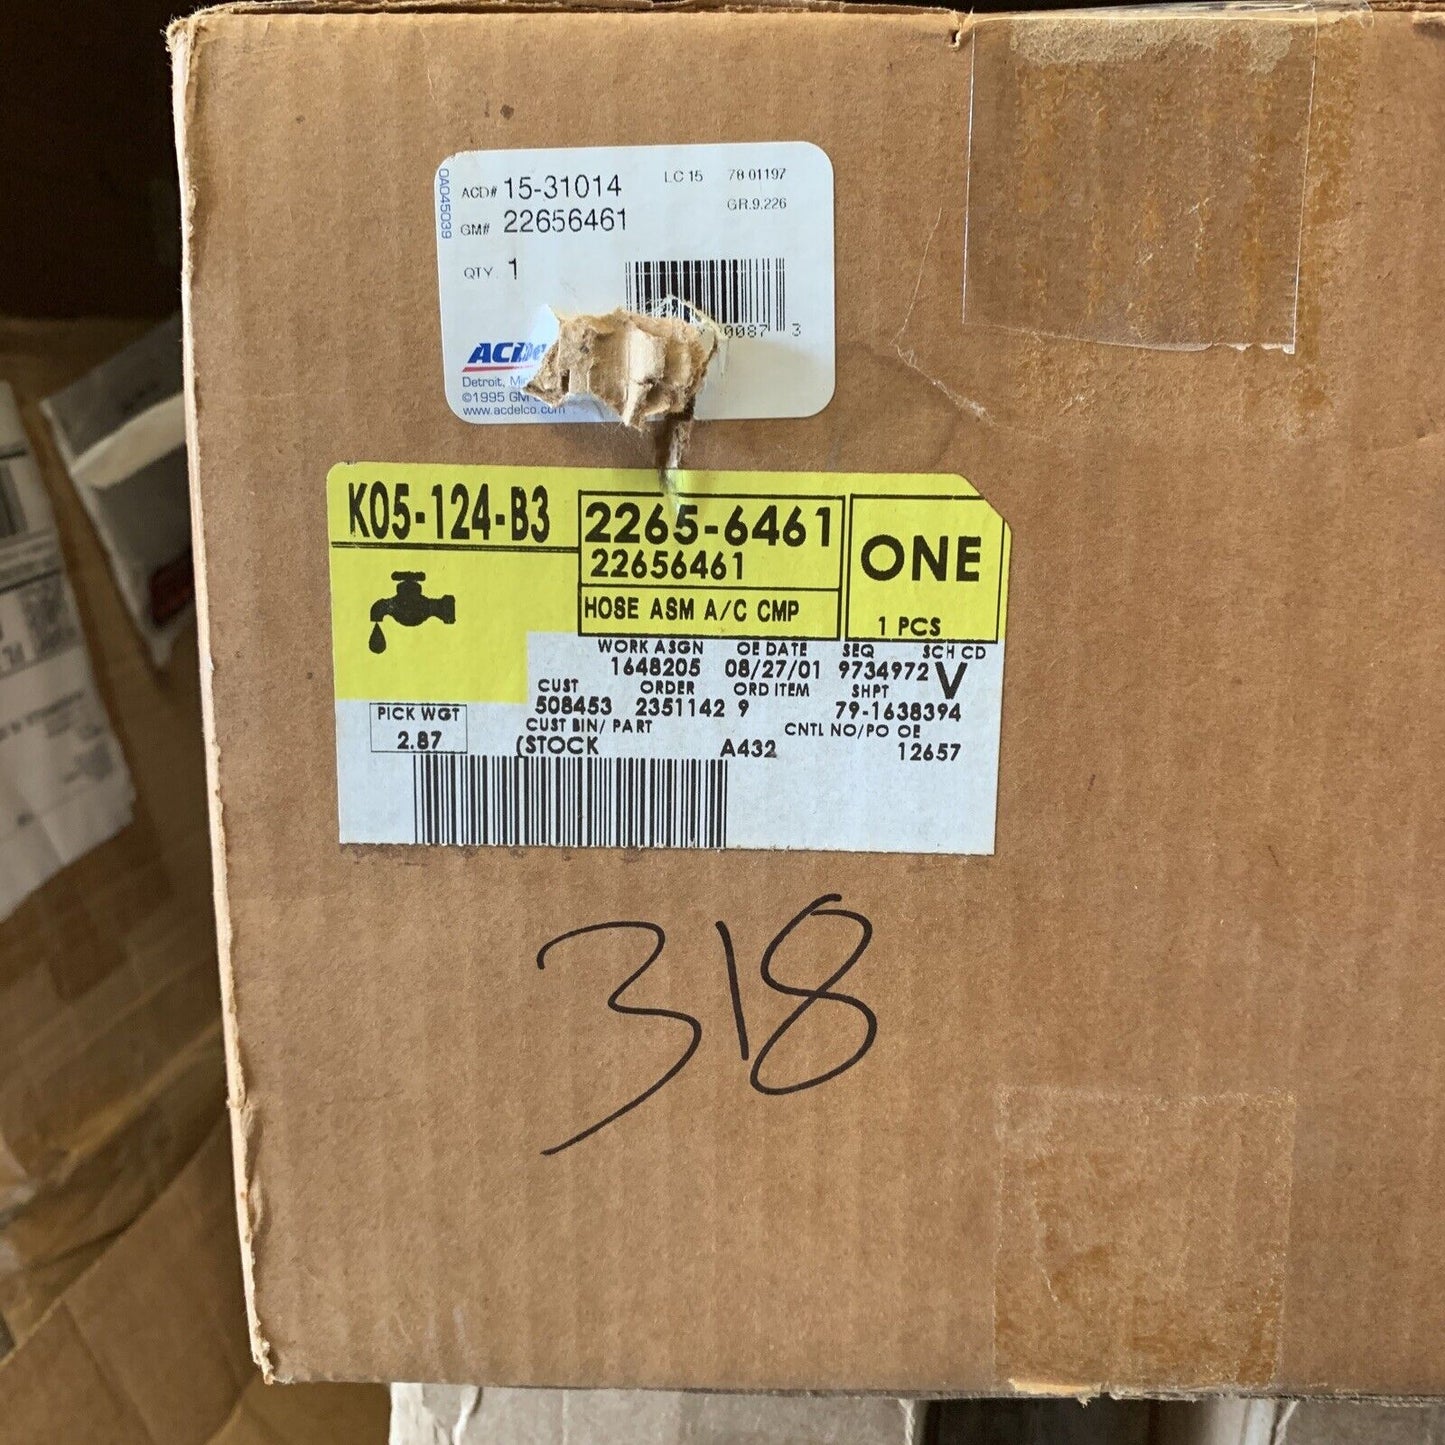 ACD# 15-31014 LC 15 78 01197
GM# 22656461 GR.9.226
0AD45039
QTY. 1
0087 3
Detroit,
©1995 GM
www.acdelco.com
K05-124-B3 2265-6461 ONE
22656461
HOSE ASM A/C CMP 1 PCS
WORK ASGN OE DATE SEQ SCH CD
1648205 08/27/01 9734972 V
CUST ORDER ORD ITEM SHPT
508453 2351142 9 79-1638394
PICK WGT CUST BIN/ PART CNTL NO/PO OE
2.87 (STOCK A432 12657
318